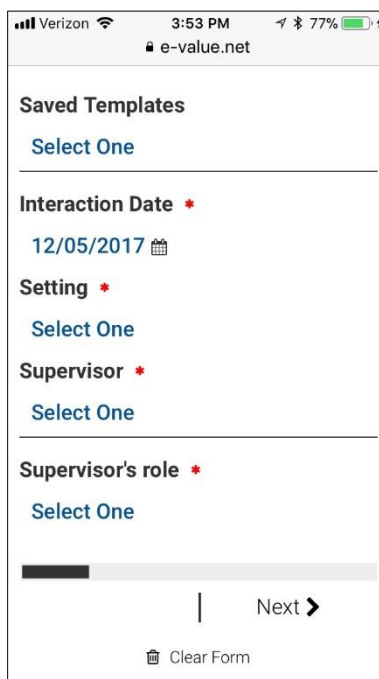 Verizon 3:53 PM 77%
e-value.net
Saved Templates
Select One
Interaction Date *
12/05/2017
Setting *
Select One
Supervisor *
Select One
Supervisor's role *
Select One
Next
Clear Form